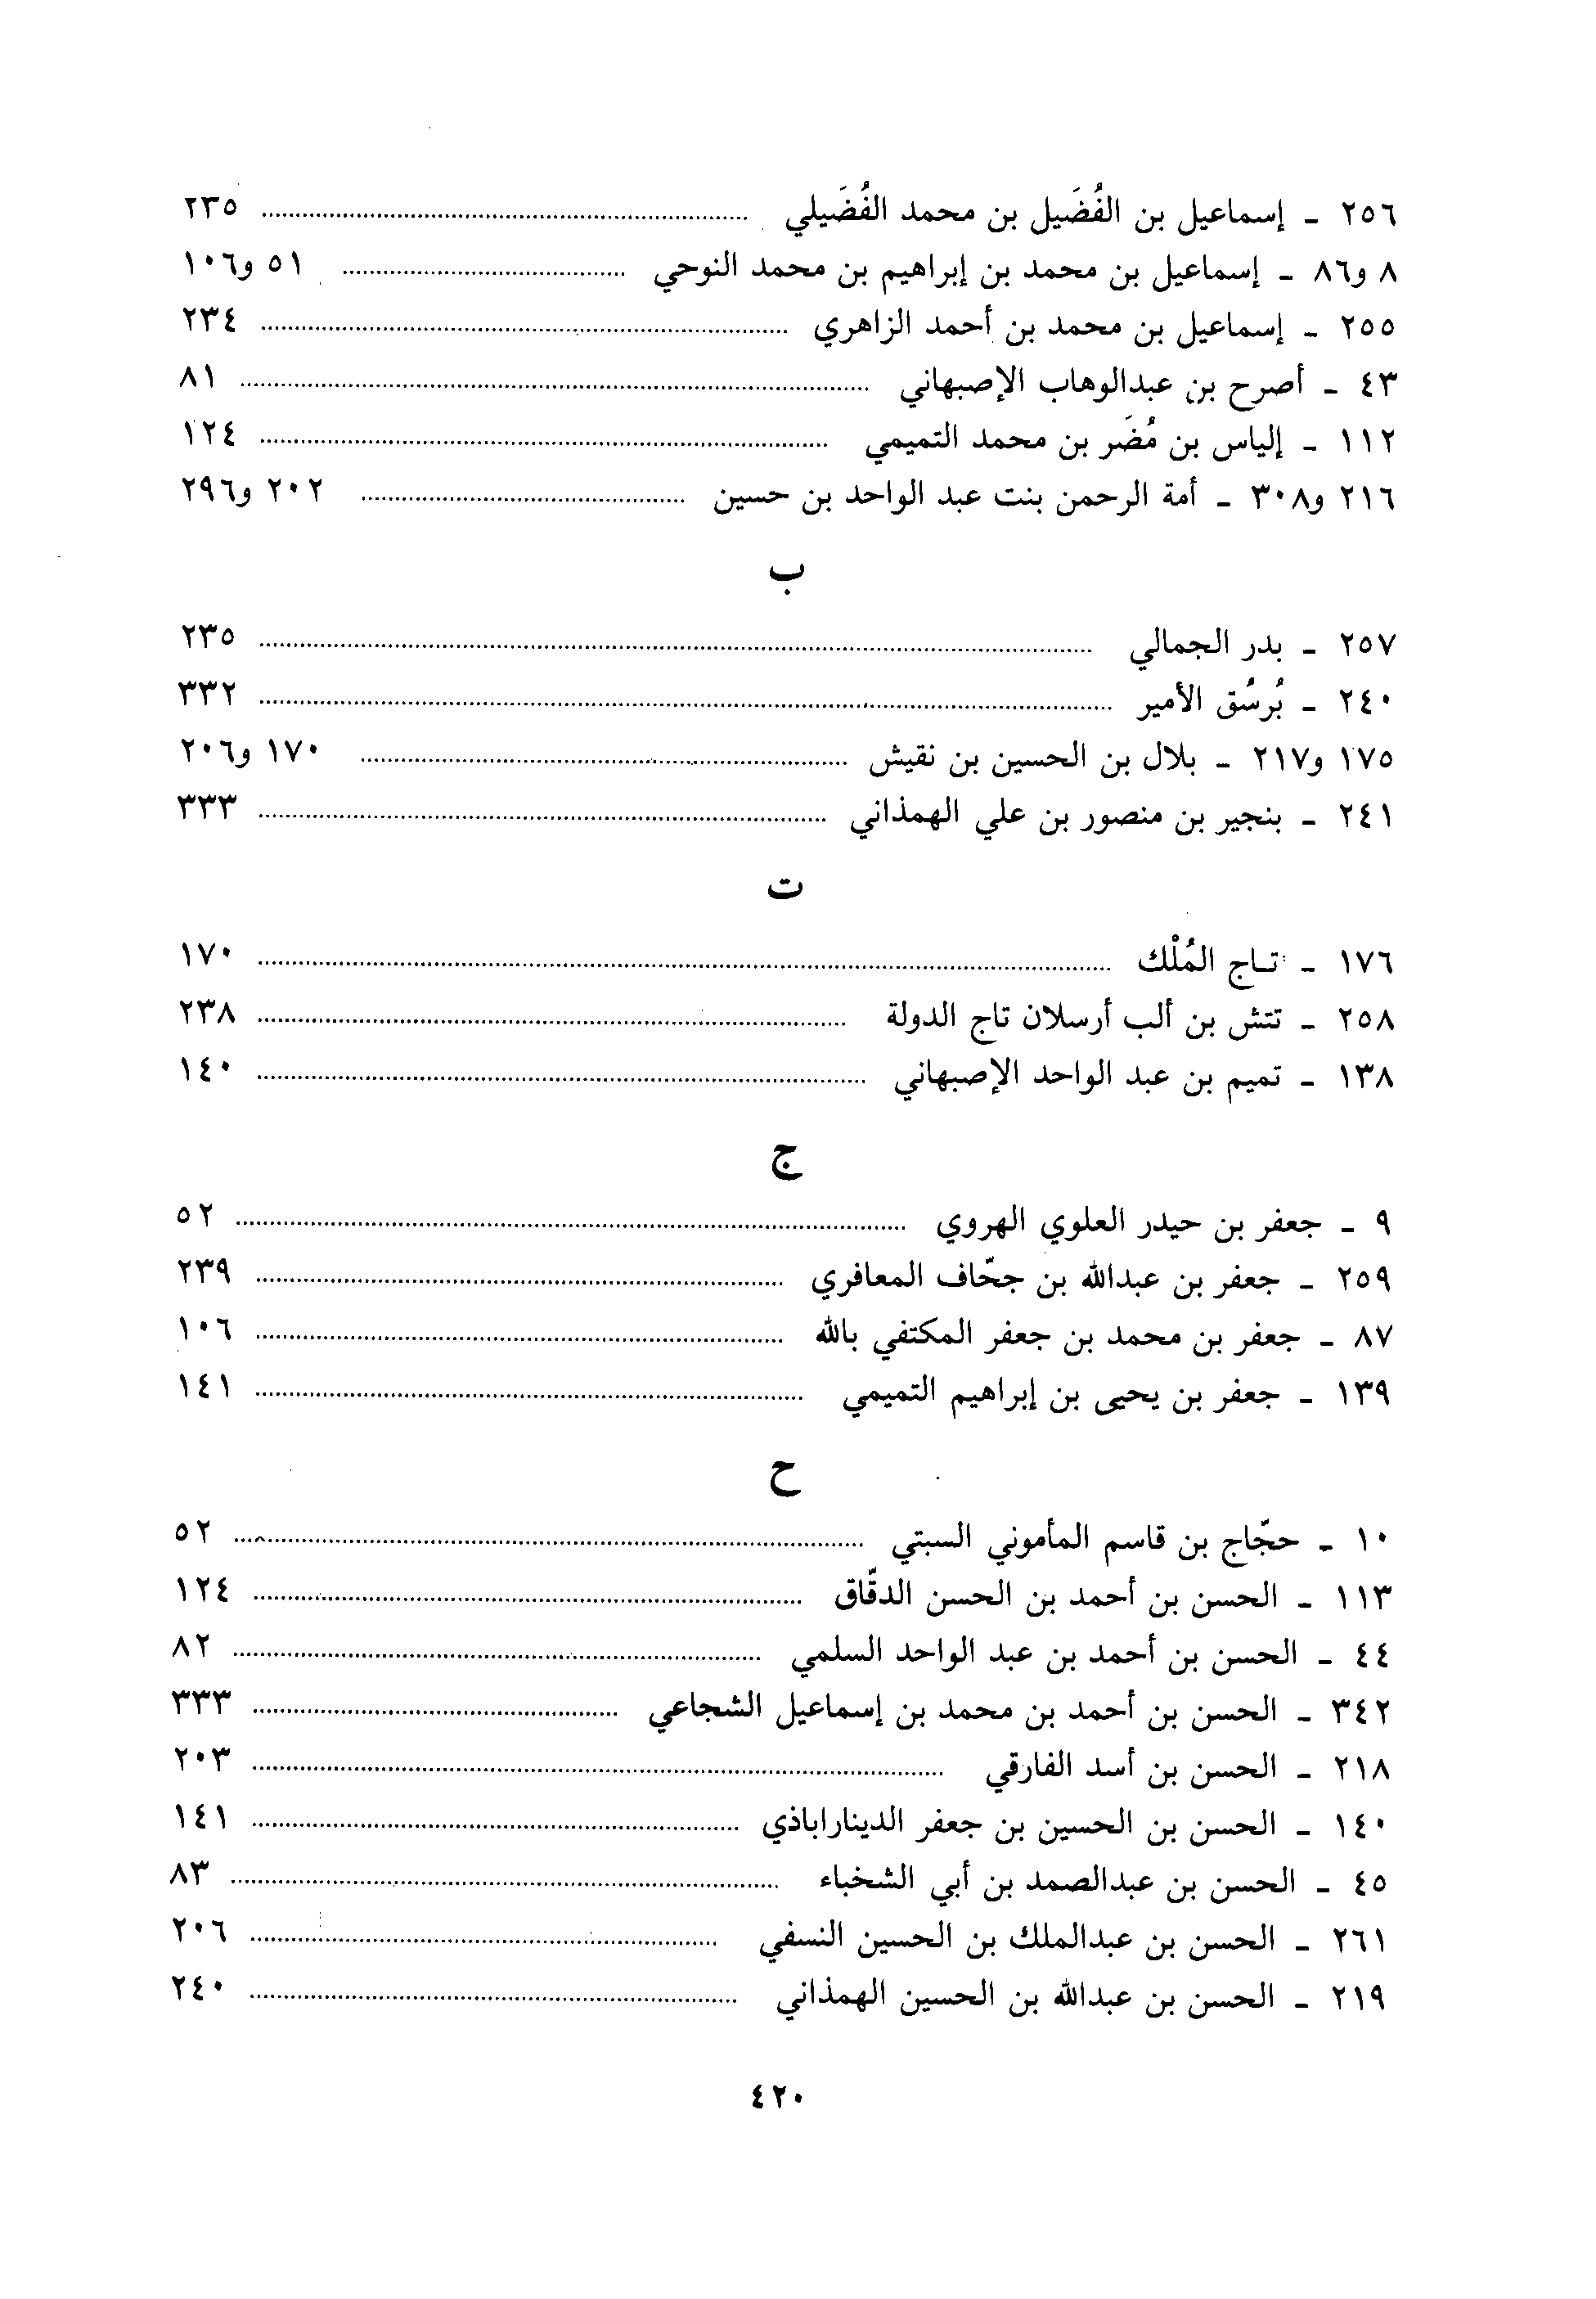 ٢٥٦ - إسماعيل بن الفُضَيل بن محمد الفُضَيلي ........ ٢٣٥
٨ و٨٦ - إسماعيل بن محمد بن إبراهيم بن محمد النوحي ........ ٥١ و١٠٦
٢٥٥ - إسماعيل بن محمد بن أحمد الزاهري ........ ٢٣٤
٤٣ - أصرح بن عبدالوهاب الإصبهاني ........ ٨١
١١٢ - إلياس بن مُضَر بن محمد التميمي ........ ١٢٤
٢١٦ و٣٠٨ - أمة الرحمن بنت عبد الواحد بن حسين ........ ٢٠٢ و٢٩٦
ب
٢٥٧ - بدر الجمالي ........ ٢٣٥
٢٤٠ - بُرسُق الأمير ........ ٣٣٢
١٧٥ و٢١٧ - بلال بن الحسين بن نقيش ........ ١٧٠ و٢٠٦
٢٤١ - بنجير بن منصور بن علي الهمذاني ........ ٣٣٣
ت
١٧٦ - تاج المُلْك ........ ١٧٠
٢٥٨ - تتش بن ألب أرسلان تاج الدولة ........ ٢٣٨
١٣٨ - تميم بن عبد الواحد الإصبهاني ........ ١٤٠
ج
٩ - جعفر بن حيدر العلوي الهروي ........ ٥٢
٢٥٩ - جعفر بن عبدالله بن جحّاف المعافري ........ ٢٣٩
٨٧ - جعفر بن محمد بن جعفر المكتفي بالله ........ ١٠٦
١٣٩ - جعفر بن يحيى بن إبراهيم التميمي ........ ١٤١
ح
١٠ - حجّاج بن قاسم المأموني السبتي ........ ٥٢
١١٣ - الحسن بن أحمد بن الحسن الدقّاق ........ ١٢٤
٤٤ - الحسن بن أحمد بن عبد الواحد السلمي ........ ٨٢
٣٤٢ - الحسن بن أحمد بن محمد بن إسماعيل الشجاعي ........ ٣٣٣
٢١٨ - الحسن بن أسد الفارقي ........ ٢٠٣
١٤٠ - الحسن بن الحسين بن جعفر الديناراباذي ........ ١٤١
٤٥ - الحسن بن عبدالصمد بن أبي الشخباء ........ ٨٣
٢٦١ - الحسن بن عبدالملك بن الحسين النسفي ........ ٢٠٦
٢١٩ - الحسن بن عبدالله بن الحسين الهمذاني ........ ٢٤٠
٤٢٠